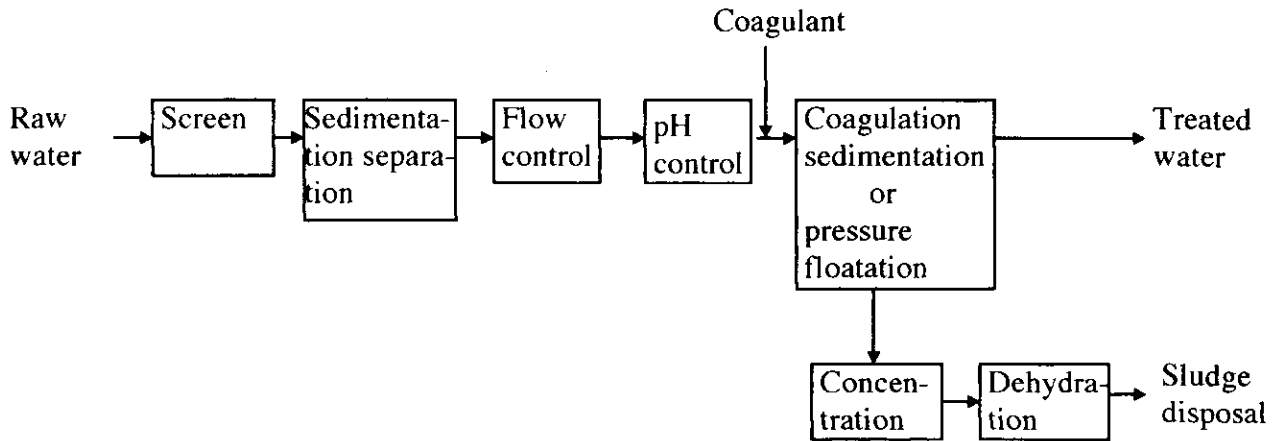 Coagulant
Raw
water
Screen
Sedimenta-
tion separa-
tion
Flow
control
pH
control
Coagulation
sedimentation
or
pressure
floatation
Treated
water
Concen-
tration
Dehydra-
tion
Sludge
disposal